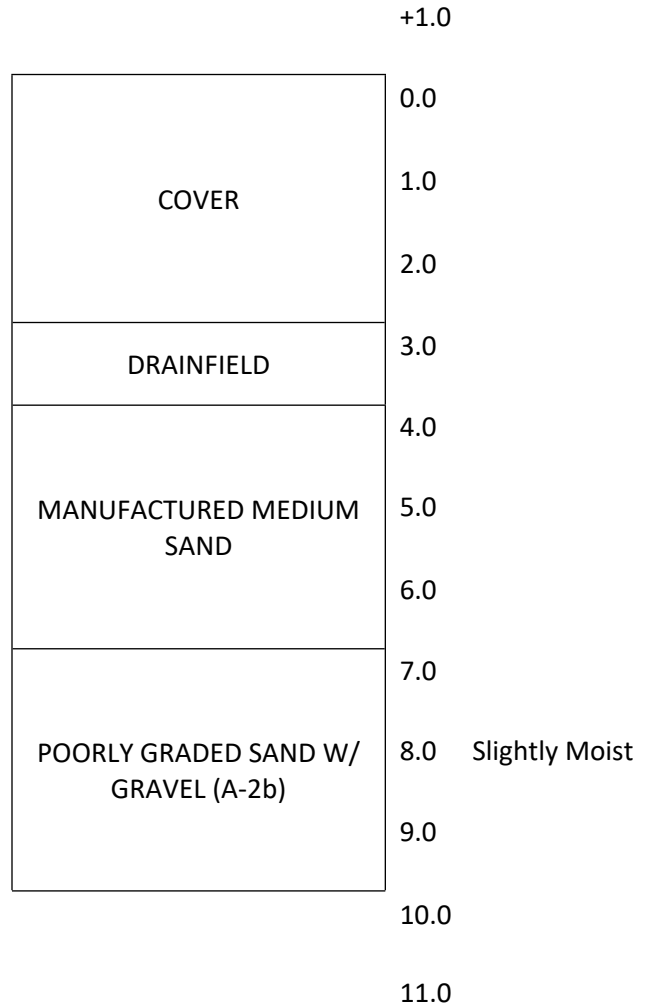 +1.0
0.0
COVER
1.0
2.0
DRAINFIELD
3.0
4.0
MANUFACTURED MEDIUM
SAND
5.0
6.0
7.0
POORLY GRADED SAND W/
GRAVEL (A-2b)
8.0 Slightly Moist
9.0
10.0
11.0